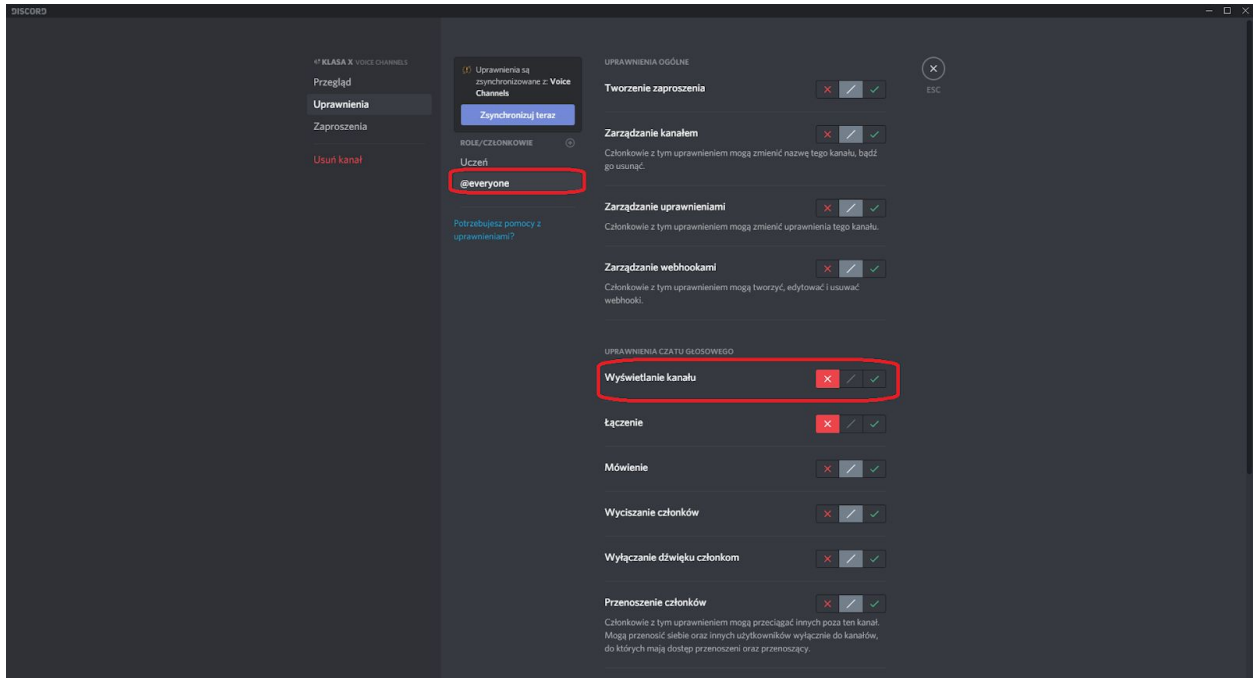 DISCORD
KLASA X VOICE CHANNELS
Przegląd
Uprawnienia
Zaproszenia
Usuń kanał
Uprawnienia są
zsynchronizowane z: Voice
Channels
Zsynchronizuj teraz
ROLE/CZŁONKOWIE
Uczeń
@everyone
Potrzebujesz pomocy z
uprawnieniami?
UPRAWNIENIA OGÓLNE
Tworzenie zaproszenia
Zarządzanie kanałem
Członkowie z tym uprawnieniem mogą zmienić nazwę tego kanału, bądź
go usunąć.
Zarządzanie uprawnieniami
Członkowie z tym uprawnieniem mogą zmienić uprawnienia tego kanału.
Zarządzanie webhookami
Członkowie z tym uprawnieniem mogą tworzyć, edytować i usuwać
webhooki.
UPRAWNIENIA CZATU GŁOSOWEGO
Wyświetlanie kanału
Łączenie
Mówienie
Wyciszanie członków
Wyłączanie dźwięku członkom
Przenoszenie członków
Członkowie z tym uprawnieniem mogą przeciągać innych poza ten kanał.
Mogą przenosić siebie oraz innych użytkowników wyłącznie do kanałów,
do których mają dostęp przenoszeni oraz przenoszący.
ESC